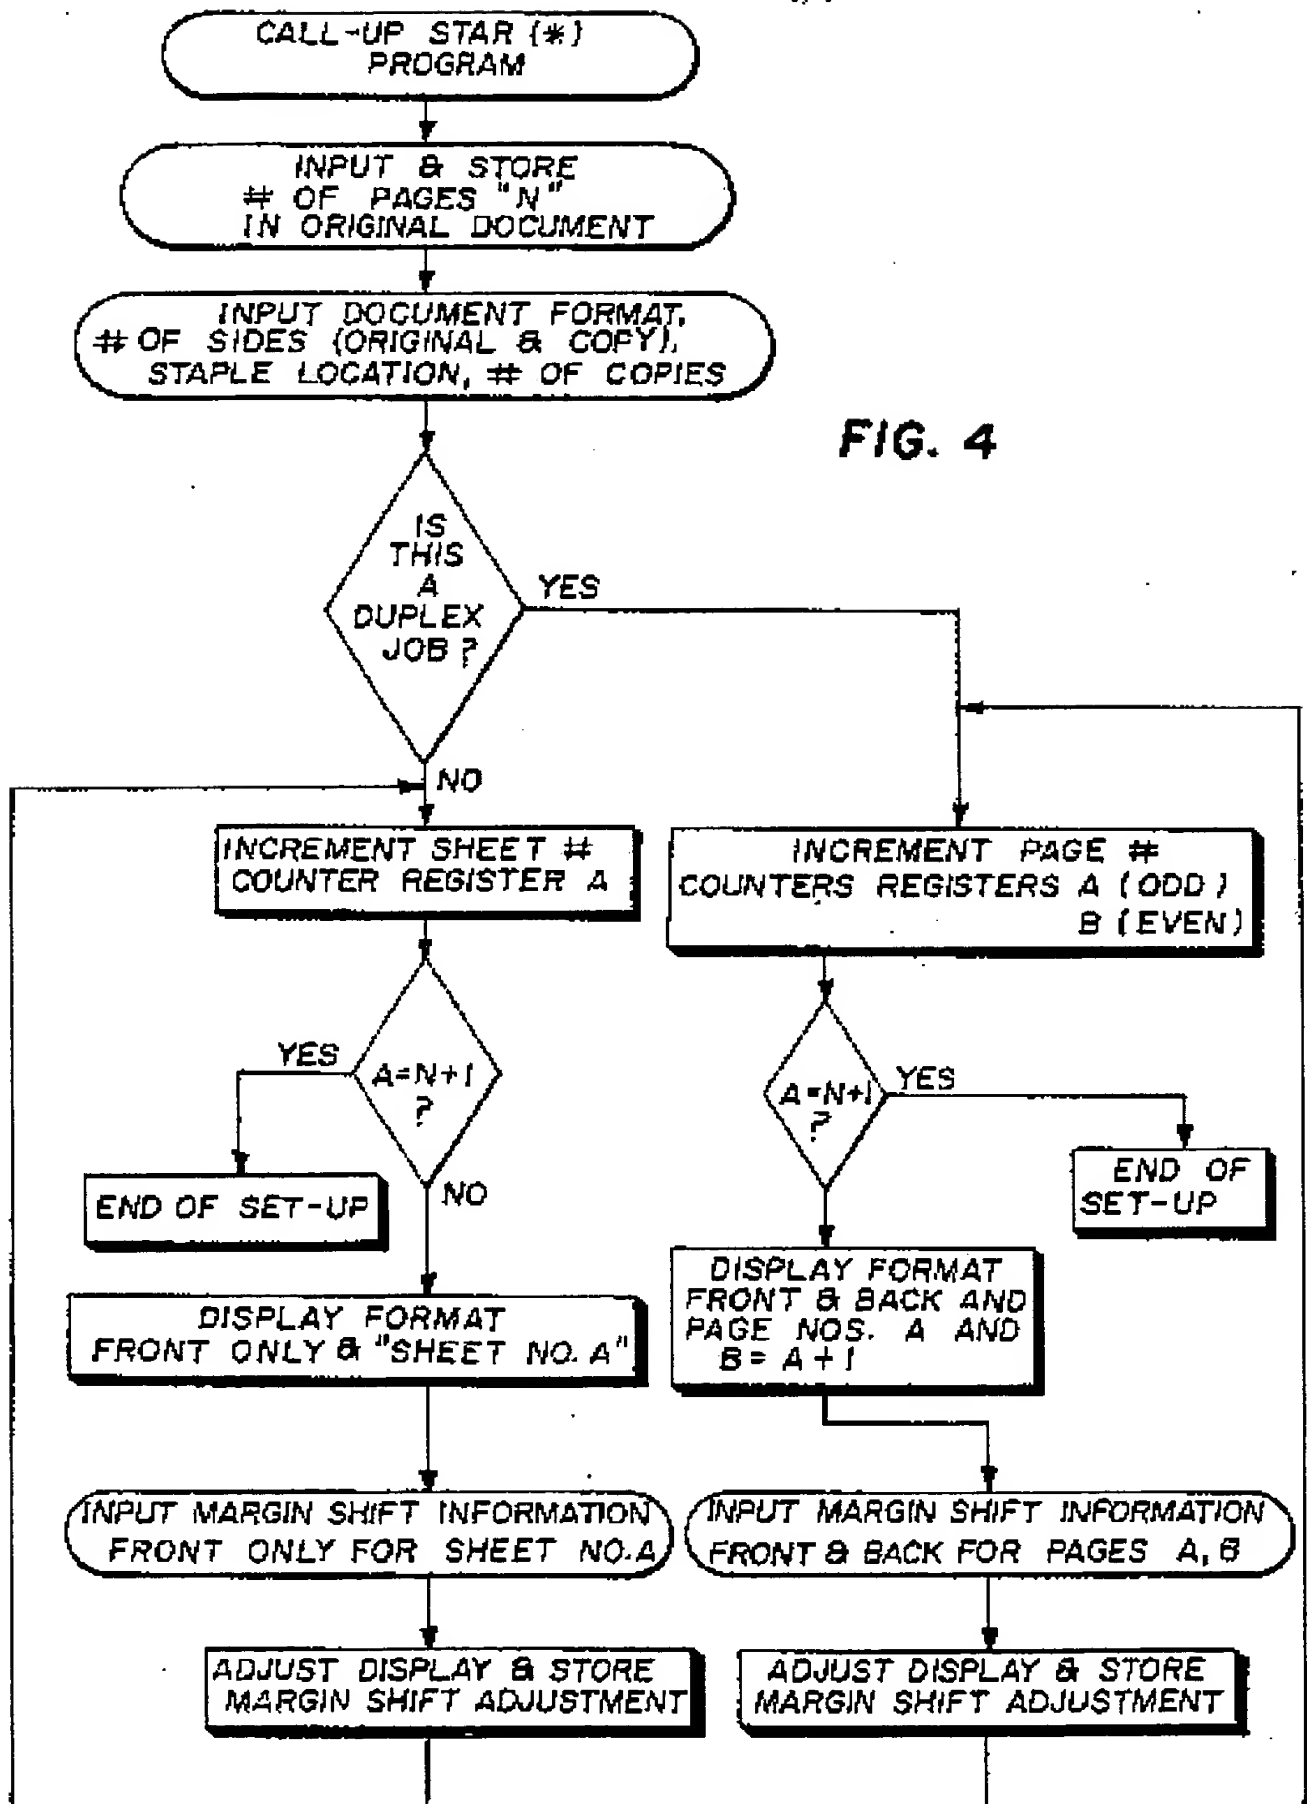 CALL-UP STAR (*)
PROGRAM
INPUT & STORE
# OF PAGES "N"
IN ORIGINAL DOCUMENT
INPUT DOCUMENT FORMAT,
# OF SIDES (ORIGINAL & COPY),
STAPLE LOCATION, # OF COPIES
FIG. 4
IS
THIS
A
DUPLEX
JOB?
YES
NO
INCREMENT SHEET #
COUNTER REGISTER A
INCREMENT PAGE #
COUNTERS REGISTERS A (ODD)
B (EVEN)
YES
A=N+1
?
NO
A=N+1
?
YES
END OF SET-UP
END OF
SET-UP
DISPLAY FORMAT
FRONT ONLY & "SHEET NO. A"
DISPLAY FORMAT
FRONT & BACK AND
PAGE NOS. A AND
B = A+1
INPUT MARGIN SHIFT INFORMATION
FRONT ONLY FOR SHEET NO. A
INPUT MARGIN SHIFT INFORMATION
FRONT & BACK FOR PAGES A, B
ADJUST DISPLAY & STORE
MARGIN SHIFT ADJUSTMENT
ADJUST DISPLAY & STORE
MARGIN SHIFT ADJUSTMENT